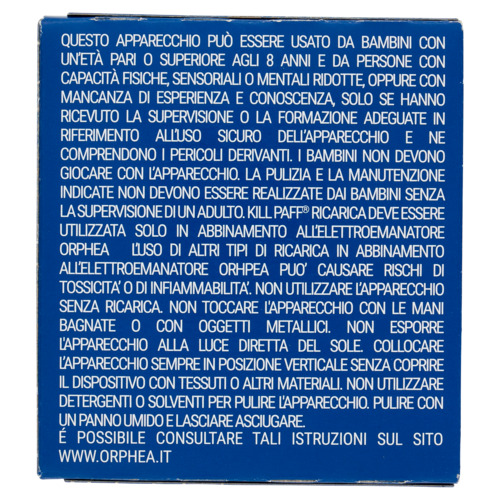 QUESTO APPARECCHIO PUÒ ESSERE USATO DA BAMBINI CON
UN'ETÀ PARI O SUPERIORE AGLI 8 ANNI E DA PERSONE CON
CAPACITÀ FISICHE, SENSORIALI O MENTALI RIDOTTE, OPPURE CON
MANCANZA DI ESPERIENZA E CONOSCENZA, SOLO SE HANNO
RICEVUTO LA SUPERVISIONE O LA FORMAZIONE ADEGUATE IN
RIFERIMENTO ALL'USO SICURO DELL'APPARECCHIO E NE
COMPRENDONO I PERICOLI DERIVANTI. I BAMBINI NON DEVONO
GIOCARE CON L'APPARECCHIO. LA PULIZIA E LA MANUTENZIONE
INDICATE NON DEVONO ESSERE REALIZZATE DAI BAMBINI SENZA
LA SUPERVISIONE DI UN ADULTO. KILL PAFF® RICARICA DEVE ESSERE
UTILIZZATA SOLO IN ABBINAMENTO ALL'ELETTROEMANATORE
ORPHEA L'USO DI ALTRI TIPI DI RICARICA IN ABBINAMENTO
ALL'ELETTROEMANATORE ORHPEA PUO' CAUSARE RISCHI DI
TOSSICITA' O DI INFIAMMABILITA'. NON UTILIZZARE L'APPARECCHIO
SENZA RICARICA. NON TOCCARE L'APPARECCHIO CON LE MANI
BAGNATE O CON OGGETTI METALLICI. NON ESPORRE
L'APPARECCHIO ALLA LUCE DIRETTA DEL SOLE. COLLOCARE
L'APPARECCHIO SEMPRE IN POSIZIONE VERTICALE SENZA COPRIRE
IL DISPOSITIVO CON TESSUTI O ALTRI MATERIALI. NON UTILIZZARE
DETERGENTI O SOLVENTI PER PULIRE L'APPARECCHIO. PULIRE CON
UN PANNO UMIDO E LASCIARE ASCIUGARE.
É POSSIBILE CONSULTARE TALI ISTRUZIONI SUL SITO
WWW.ORPHEA.IT